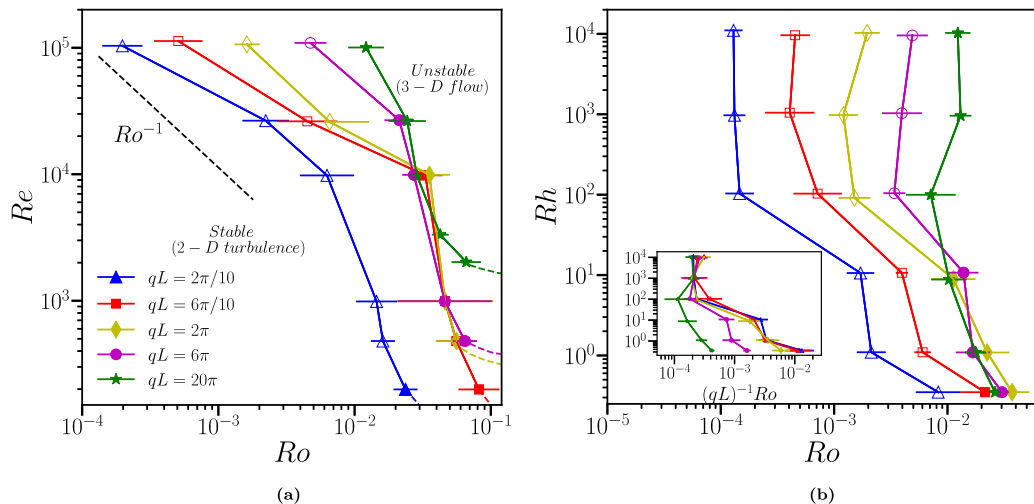 Re
10^5
10^4
10^3
Ro^{-1}
Unstable
(3 − D flow)
Stable
(2 − D turbulence)
qL = 2π/10
qL = 6π/10
qL = 2π
qL = 6π
qL = 20π
10^{-4} 10^{-3} 10^{-2} 10^{-1}
Ro
(a)
Rh
10^4
10^3
10^2
10^1
10^0
10^4
10^3
10^2
10^1
10^0
10^{-4} 10^{-3} 10^{-2}
(qL)^{-1}Ro
10^{-5} 10^{-4} 10^{-3} 10^{-2}
Ro
(b)